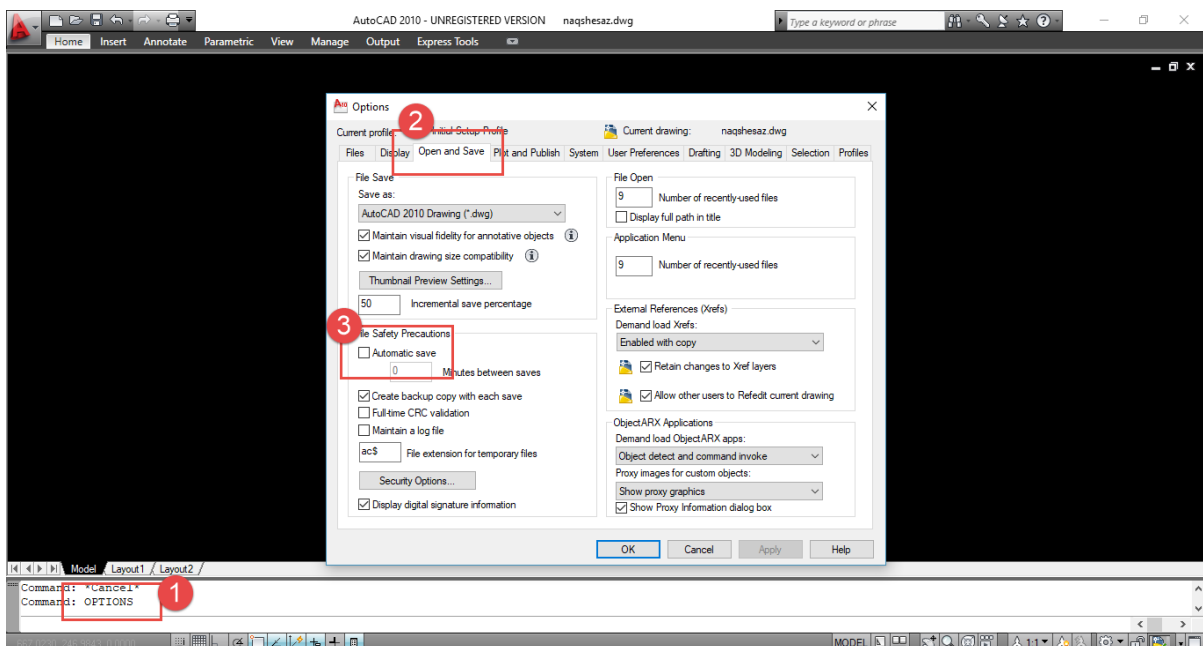 AutoCAD 2010 - UNREGISTERED VERSION naqshesaz.dwg
Type a keyword or phrase
Home Insert Annotate Parametric View Manage Output Express Tools
Options
2
Current profile: Initial Setup Profile
Current drawing: naqshesaz.dwg
Files Display Open and Save Plot and Publish System User Preferences Drafting 3D Modeling Selection Profiles
File Save
Save as:
AutoCAD 2010 Drawing (*.dwg)
Maintain visual fidelity for annotative objects
Maintain drawing size compatibility
Thumbnail Preview Settings...
50 Incremental save percentage
3
File Safety Precautions
Automatic save
0 Minutes between saves
Create backup copy with each save
Full-time CRC validation
Maintain a log file
ac$ File extension for temporary files
Security Options...
Display digital signature information
File Open
9 Number of recently-used files
Display full path in title
Application Menu
9 Number of recently-used files
External References (Xrefs)
Demand load Xrefs:
Enabled with copy
Retain changes to Xref layers
Allow other users to Refedit current drawing
ObjectARX Applications
Demand load ObjectARX apps:
Object detect and command invoke
Proxy images for custom objects:
Show proxy graphics
Show Proxy Information dialog box
OK Cancel Apply Help
Model Layout1 Layout2
Command: *Cancel*
Command: OPTIONS
1
MODEL 1:1